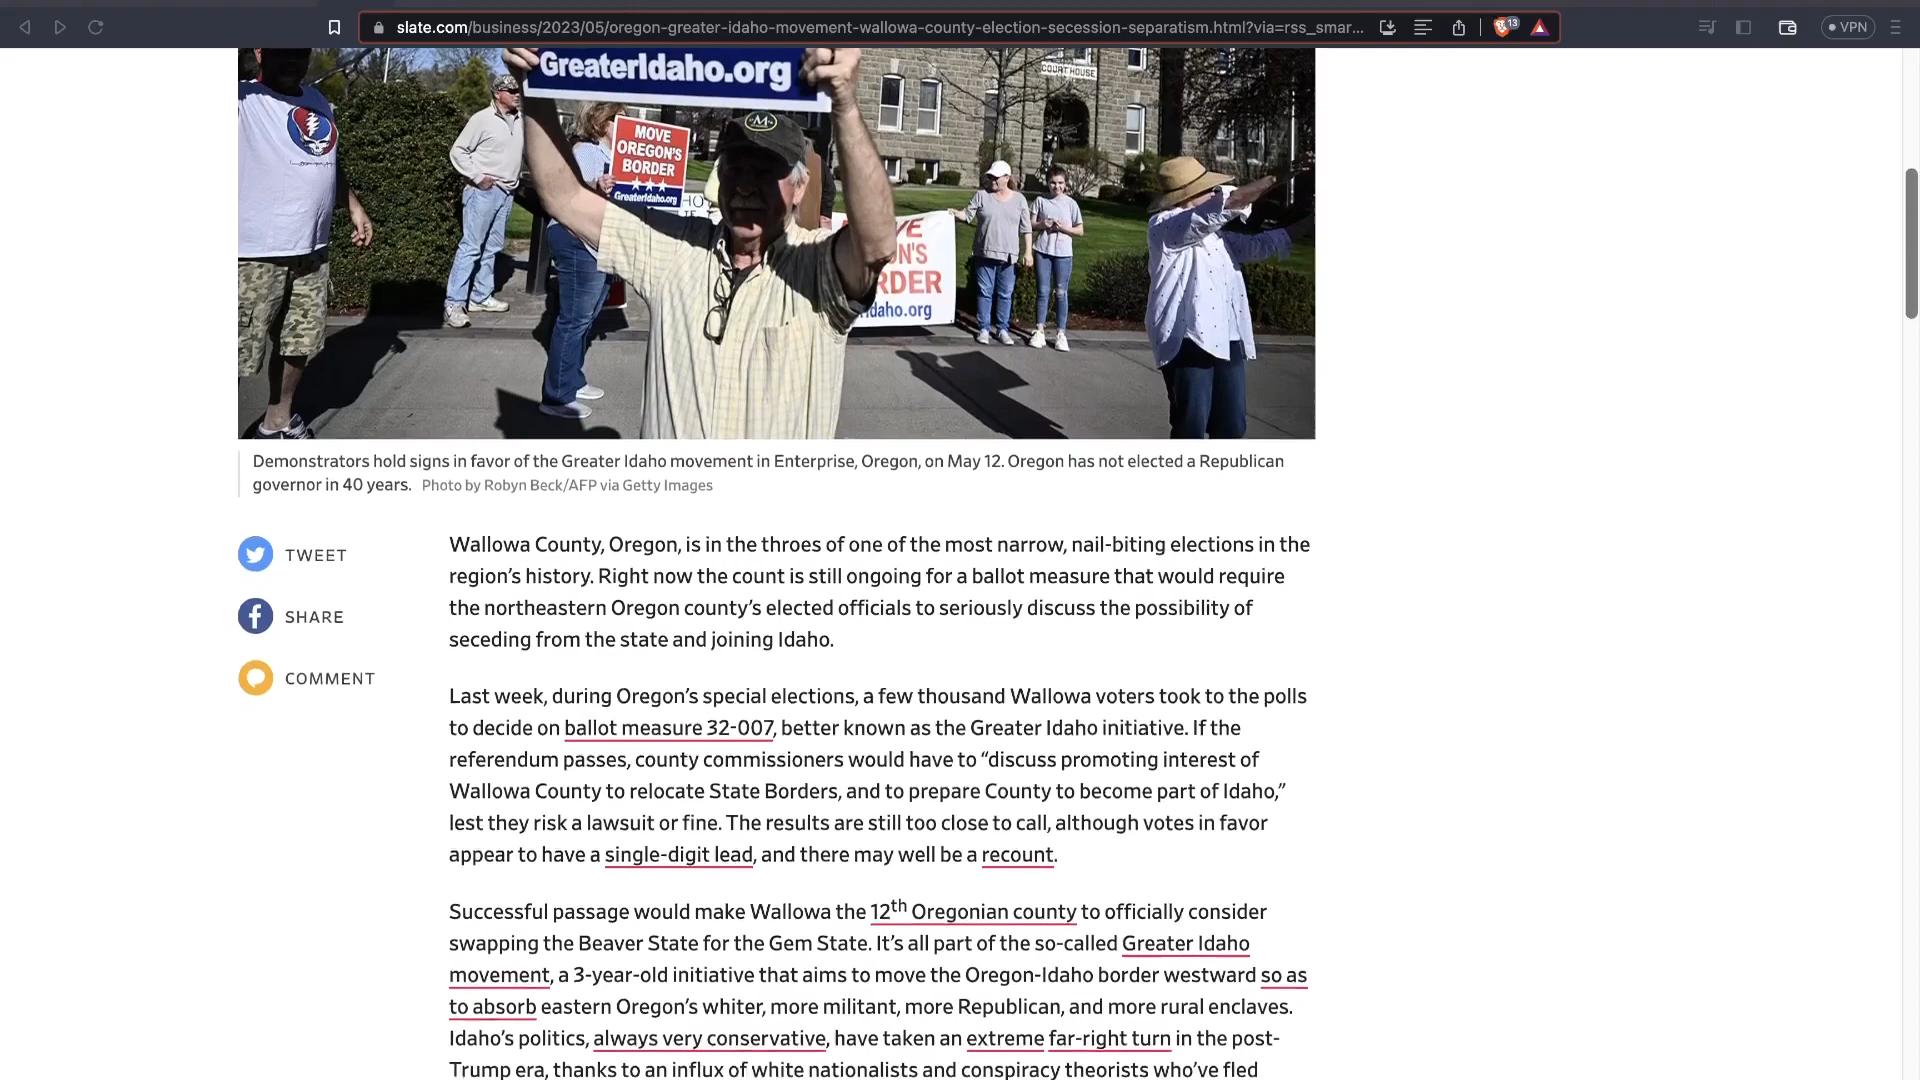 slate.com/business/2023/05/oregon-greater-idaho-movement-wallowa-county-election-secession-separatism.html?via=rss_smar...
13
VPN
GreaterIdaho.org
COURT HOUSE
M
MOVE
OREGON'S
BORDER
GreaterIdaho.org
ON'S
RDER
daho.org
Demonstrators hold signs in favor of the Greater Idaho movement in Enterprise, Oregon, on May 12. Oregon has not elected a Republican
governor in 40 years. Photo by Robyn Beck/AFP via Getty Images
TWEET
SHARE
COMMENT
Wallowa County, Oregon, is in the throes of one of the most narrow, nail-biting elections in the
region’s history. Right now the count is still ongoing for a ballot measure that would require
the northeastern Oregon county’s elected officials to seriously discuss the possibility of
seceding from the state and joining Idaho.
Last week, during Oregon’s special elections, a few thousand Wallowa voters took to the polls
to decide on ballot measure 32-007, better known as the Greater Idaho initiative. If the
referendum passes, county commissioners would have to “discuss promoting interest of
Wallowa County to relocate State Borders, and to prepare County to become part of Idaho,”
lest they risk a lawsuit or fine. The results are still too close to call, although votes in favor
appear to have a single-digit lead, and there may well be a recount.
Successful passage would make Wallowa the 12th Oregonian county to officially consider
swapping the Beaver State for the Gem State. It’s all part of the so-called Greater Idaho
movement, a 3-year-old initiative that aims to move the Oregon-Idaho border westward so as
to absorb eastern Oregon’s whiter, more militant, more Republican, and more rural enclaves.
Idaho’s politics, always very conservative, have taken an extreme far-right turn in the post-
Trump era, thanks to an influx of white nationalists and conspiracy theorists who’ve fled